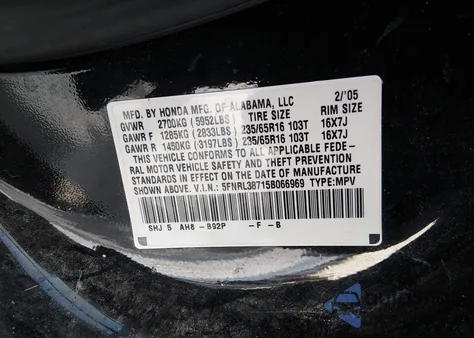 MFD. BY HONDA MFG. OF ALABAMA, LLC 2/'05
GVWR 2700KG (5952LBS) TIRE SIZE RIM SIZE
GAWR F 1285KG (2833LBS) 235/65R16 103T 16X7J
GAWR R 1450KG (3197LBS) 235/65R16 103T 16X7J
THIS VEHICLE CONFORMS TO ALL APPLICABLE FEDE-
RAL MOTOR VEHICLE SAFETY AND THEFT PREVENTION
STANDARDS IN EFFECT ON THE DATE OF MANUFACTURE
SHOWN ABOVE. V.I.N.: 5FNRL38715B066969 TYPE:MPV
SHJ 5 AH8 -B92P -F -B